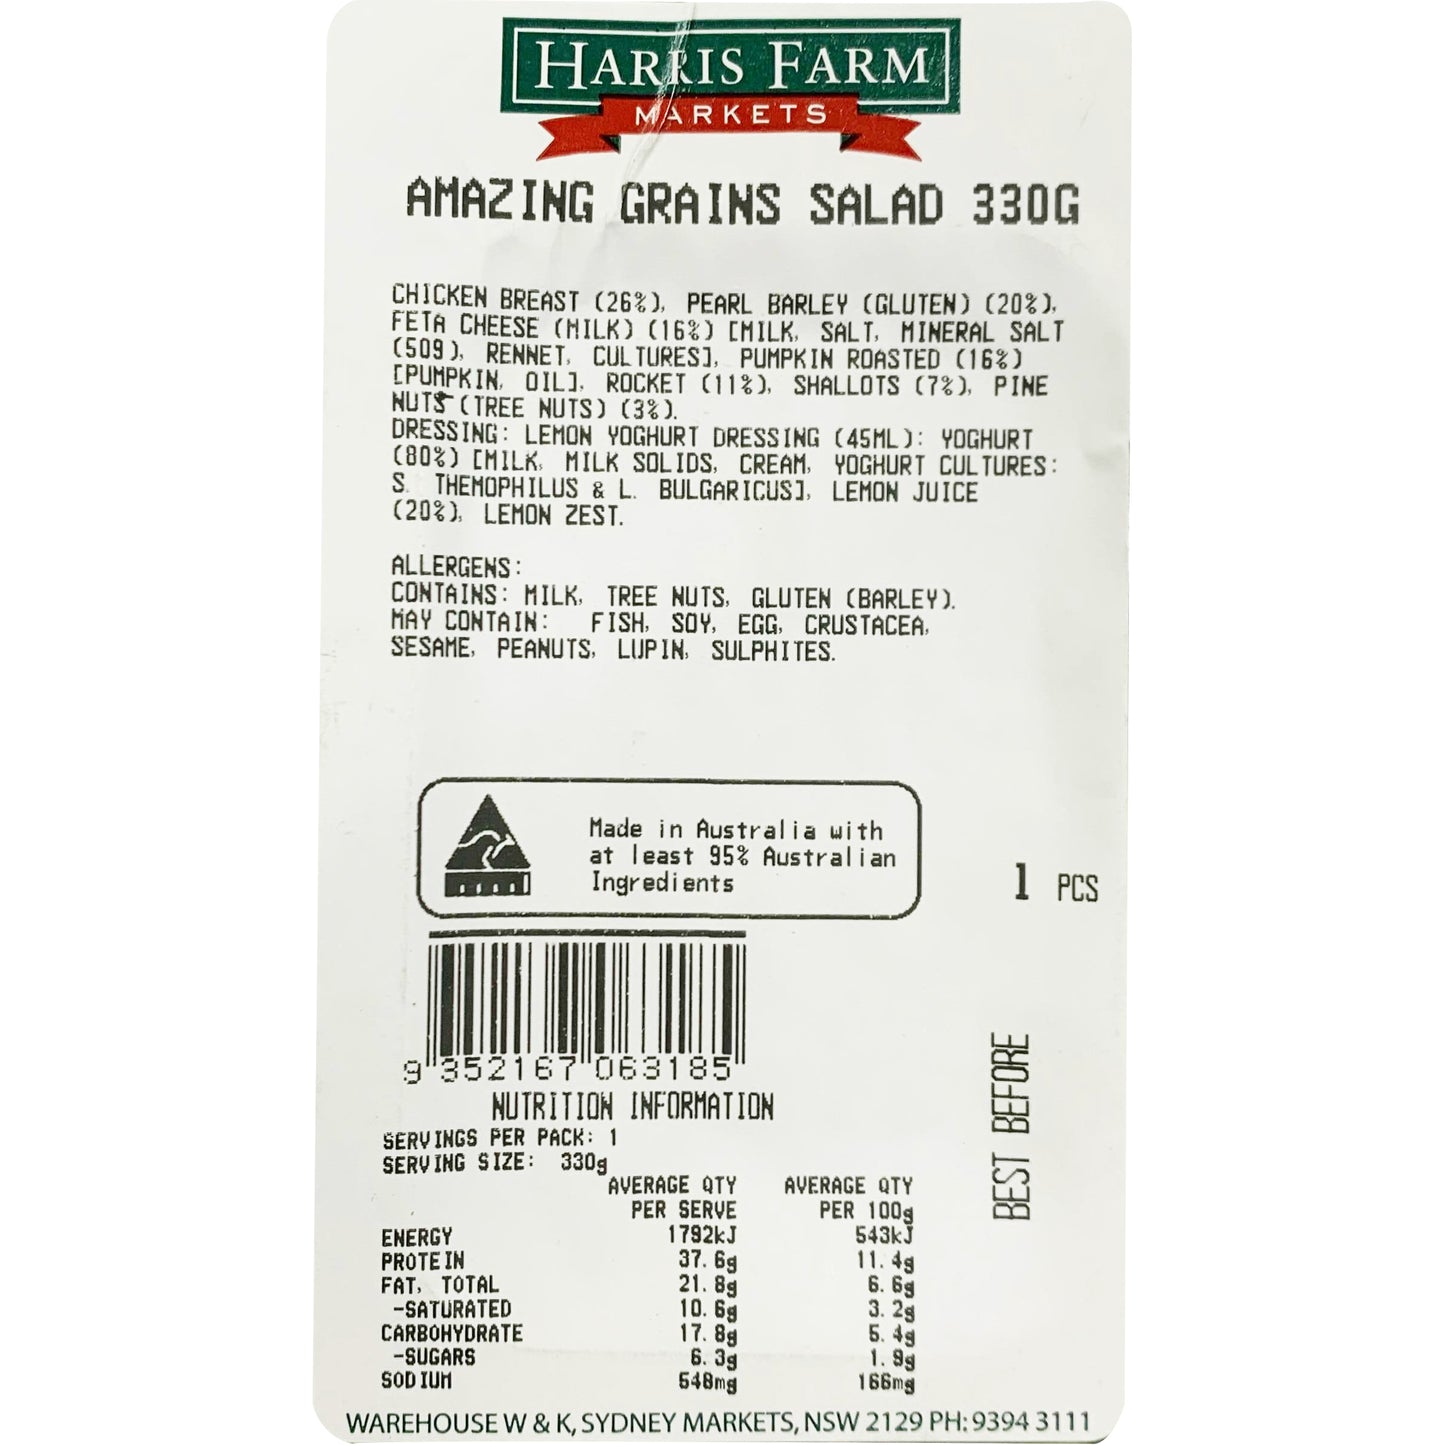 HARRIS FARM
MARKETS
AMAZING GRAINS SALAD 330G
CHICKEN BREAST (26%), PEARL BARLEY (GLUTEN) (20%),
FETA CHEESE (MILK) (16%) [MILK, SALT, MINERAL SALT
(509), RENNET, CULTURES], PUMPKIN ROASTED (16%)
[PUMPKIN, OIL], ROCKET (11%), SHALLOTS (7%), PINE
NUTS (TREE NUTS) (3%).
DRESSING: LEMON YOGHURT DRESSING (45ML): YOGHURT
(80%) [MILK, MILK SOLIDS, CREAM, YOGHURT CULTURES:
S. THEMOPHILUS & L. BULGARICUS], LEMON JUICE
(20%), LEMON ZEST.
ALLERGENS:
CONTAINS: MILK, TREE NUTS, GLUTEN (BARLEY).
MAY CONTAIN: FISH, SOY, EGG, CRUSTACEA,
SESAME, PEANUTS, LUPIN, SULPHITES.
Made in Australia with
at least 95% Australian
Ingredients
1 PCS
9 352167 063185
BEST BEFORE
NUTRITION INFORMATION
SERVINGS PER PACK: 1
SERVING SIZE: 330g
AVERAGE QTY AVERAGE QTY
PER SERVE PER 100g
ENERGY 1792kJ 543kJ
PROTEIN 37.6g 11.4g
FAT, TOTAL 21.8g 6.6g
-SATURATED 10.6g 3.2g
CARBOHYDRATE 17.8g 5.4g
-SUGARS 6.3g 1.9g
SODIUM 548mg 166mg
WAREHOUSE W & K, SYDNEY MARKETS, NSW 2129 PH: 9394 3111